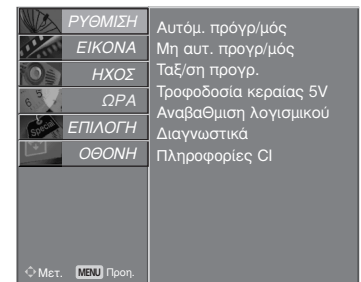 ΡΥΘΜΙΣΗ
ΕΙΚΟΝΑ
ΗΧΟΣ
ΩΡΑ
Special
ΕΠΙΛΟΓΗ
ΟΘΟΝΗ
Αυτόμ. πρόγρ/μός
Μη αυτ. προγρ/μός
Ταξ/ση προγρ.
Τροφοδοσία κεραίας 5V
ΑναβαΘμιση λογισμικού
Διαγνωστικά
Πληροφορίες CI
Μετ. MENU Προη.